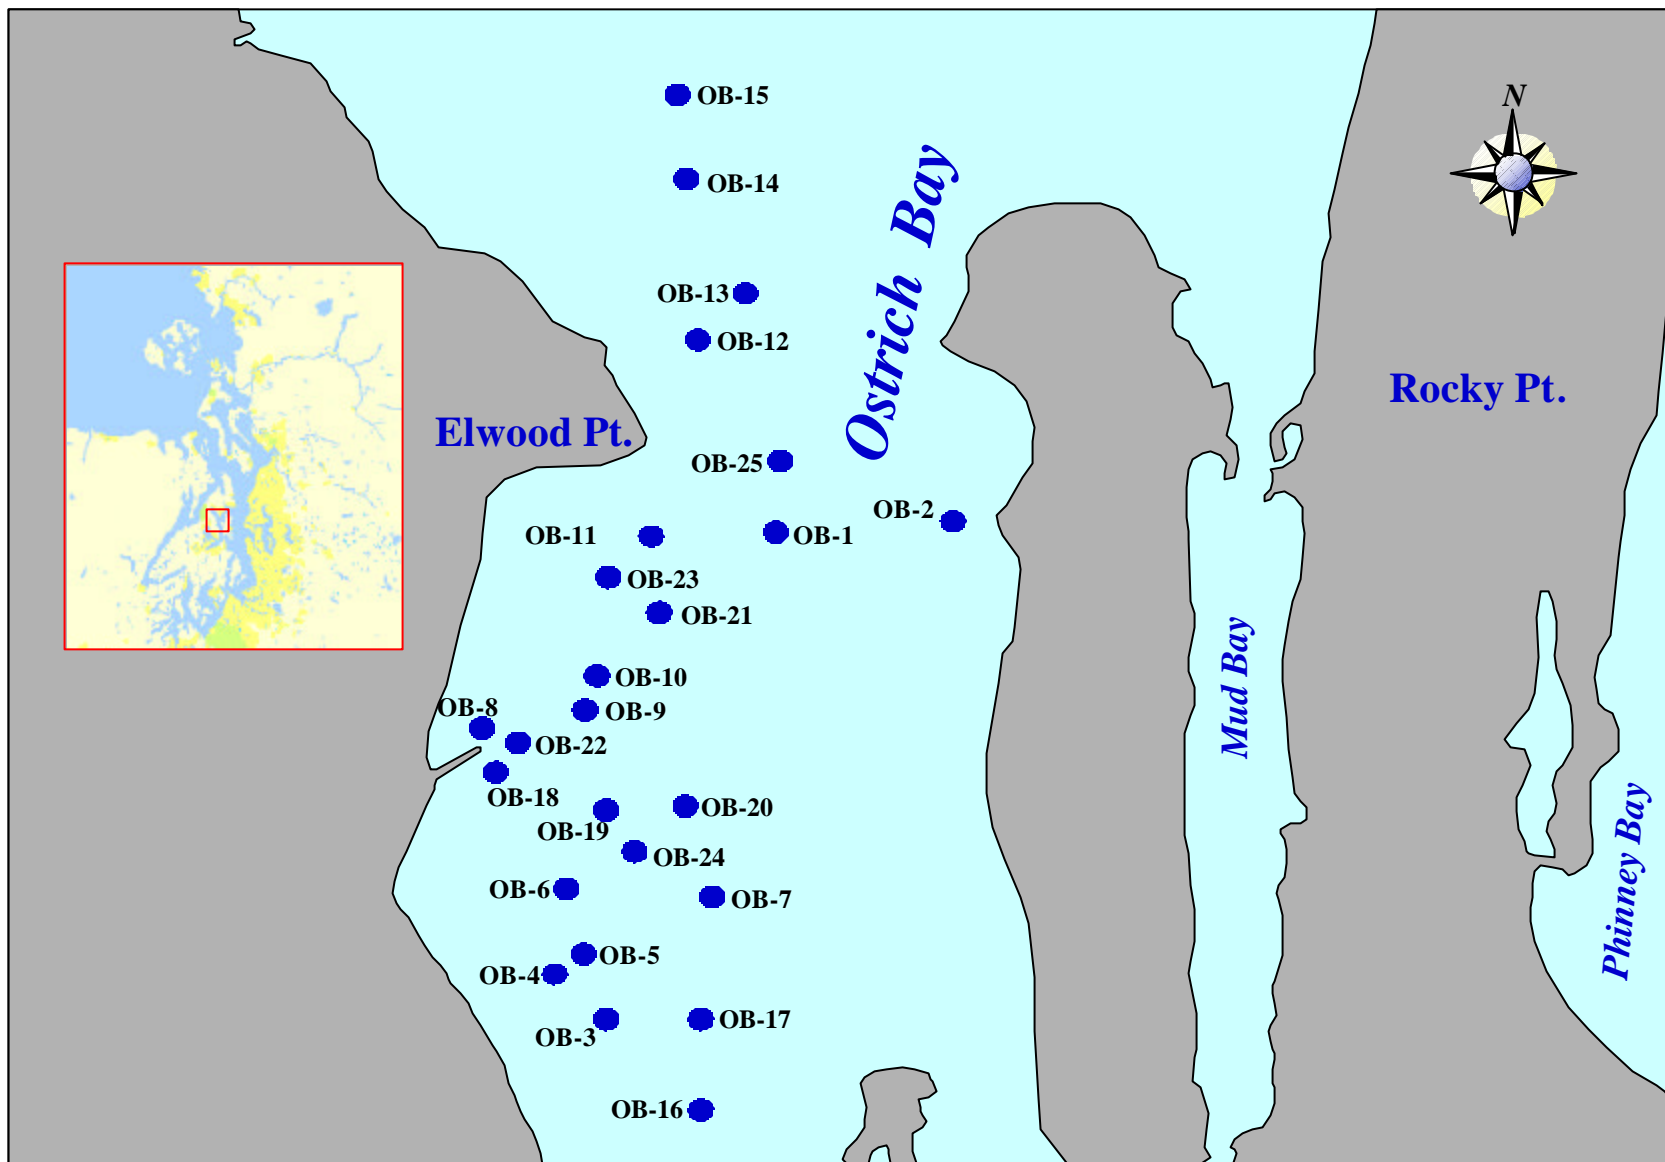 OB-15
N
OB-14
Ostrich Bay
OB-13
OB-12
Rocky Pt.
Elwood Pt.
OB-25
OB-2
OB-11
OB-1
OB-23
OB-21
OB-10
Mud Bay
OB-8
OB-9
OB-22
OB-18
OB-20
OB-19
OB-24
Phinney Bay
OB-6
OB-7
OB-5
OB-4
OB-17
OB-3
OB-16